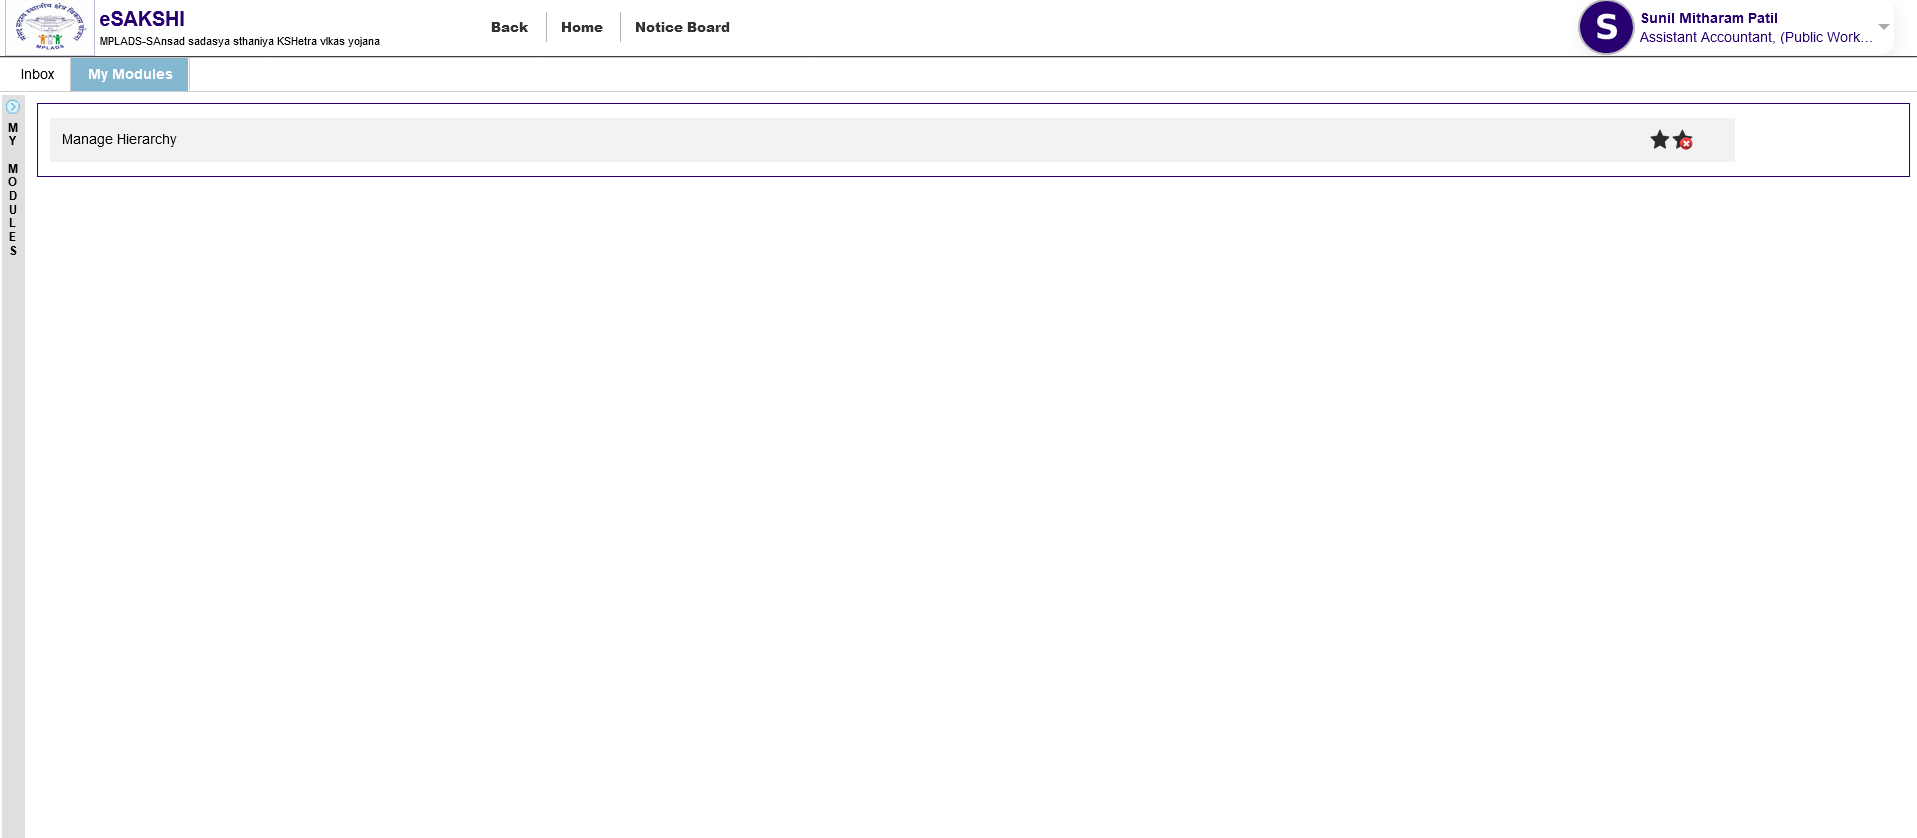 eSAKSHI
MPLADS-SAnsad sadasya sthaniya KSHetra vIkas yojana
Back
Home
Notice Board
S
Sunil Mitharam Patil
Assistant Accountant, (Public Work...
MPLADS
Inbox
My Modules
MY MODULES
Manage Hierarchy